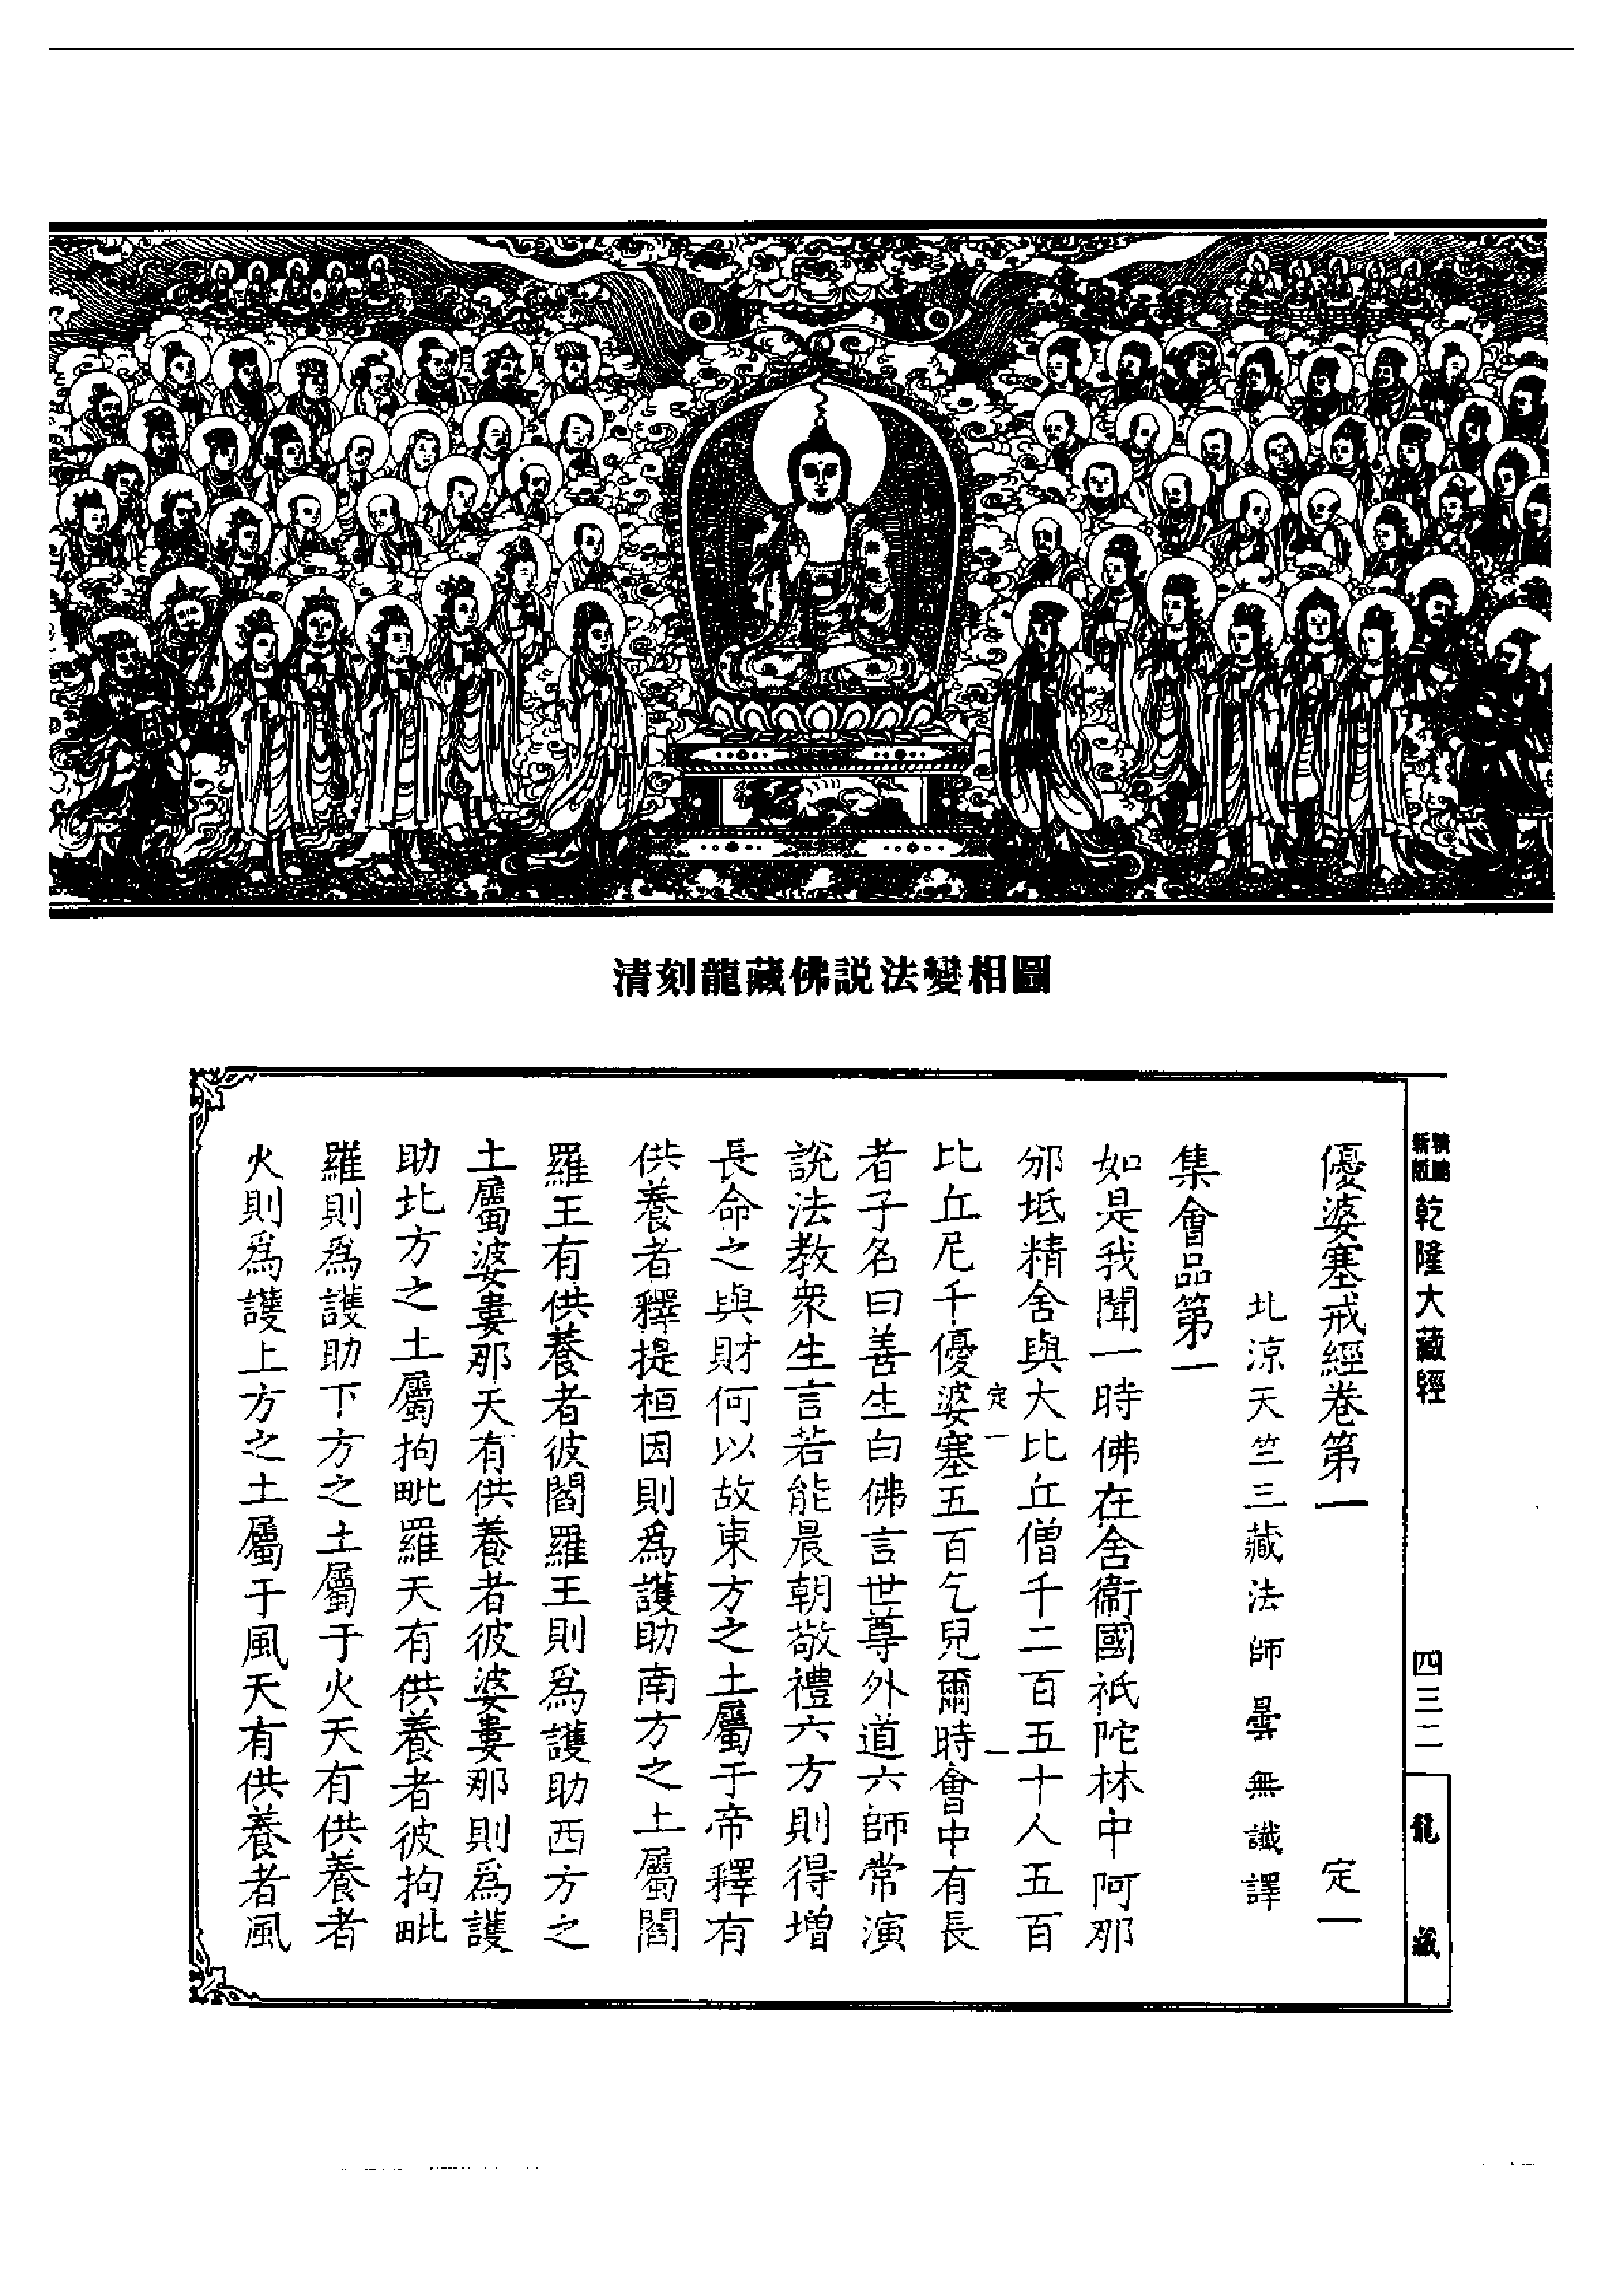 清刻龍藏佛説法變相圖
新版精編
乾隆大藏經
四三二
龍藏
優婆塞戒經卷第一 定一
北涼天竺三藏法師曇無讖譯
集會品第一
如是我聞一時佛在舍衞國祇陀林中阿那
邠坻精舍與大比丘僧千二百五十人五百
定一 一
比丘尼千優婆塞五百乞兒爾時會中有長
者子名曰善生白佛言世尊外道六師常演
說法教衆生言若能晨朝敬禮六方則得增
長命之與財何以故東方之土屬于帝釋有
供養者釋提桓因則爲護助南方之土屬閻
羅王有供養者彼閻羅王則爲護助西方之
土屬婆婁那天有供養者彼婆婁那則爲護
助北方之土屬拘毗羅天有供養者彼拘毗
羅則爲護助下方之土屬于火天有供養者
火則爲護上方之土屬于風天有供養者風